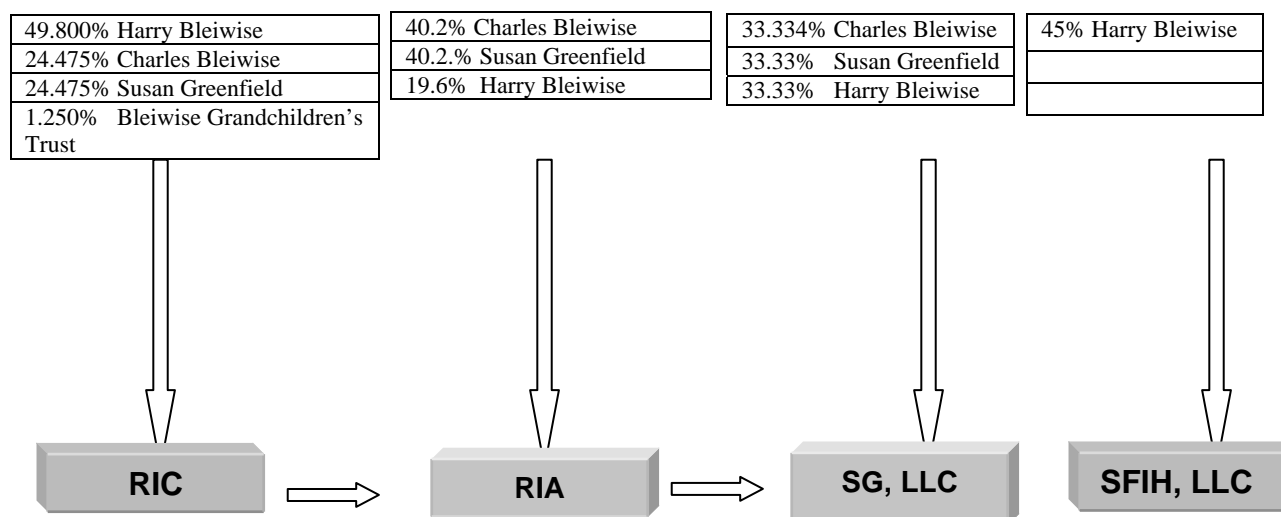 49.800% Harry Bleiwise
24.475% Charles Bleiwise
24.475% Susan Greenfield
1.250% Bleiwise Grandchildren's
Trust
40.2% Charles Bleiwise
40.2.% Susan Greenfield
19.6% Harry Bleiwise
33.334% Charles Bleiwise
33.33% Susan Greenfield
33.33% Harry Bleiwise
45% Harry Bleiwise
RIC
RIA
SG, LLC
SFIH, LLC